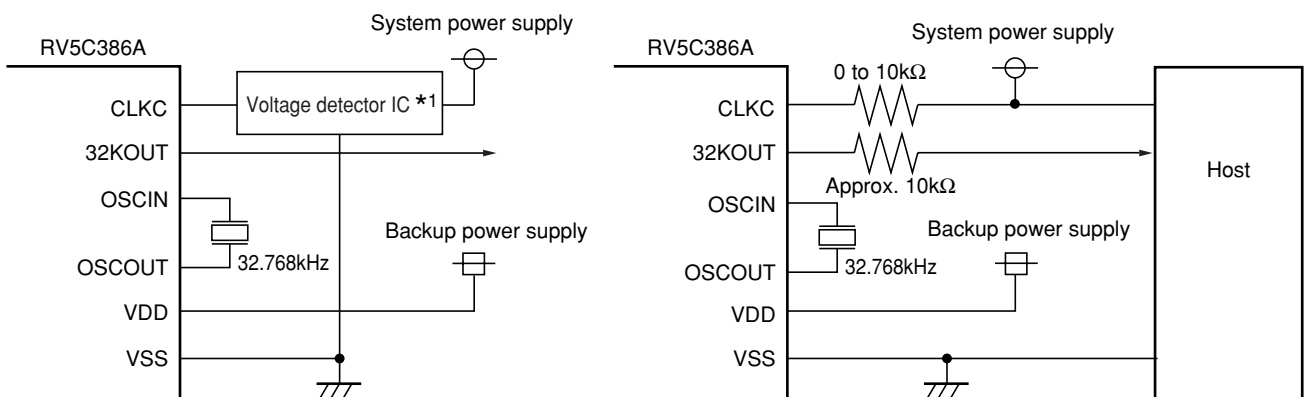 System power supply
RV5C386A
CLKC
Voltage detector IC *1
32KOUT
OSCIN
OSCOUT
32.768kHz
Backup power supply
VDD
VSS
RV5C386A
System power supply
0 to 10kΩ
CLKC
32KOUT
Approx. 10kΩ
OSCIN
OSCOUT
32.768kHz
Backup power supply
VDD
VSS
Host